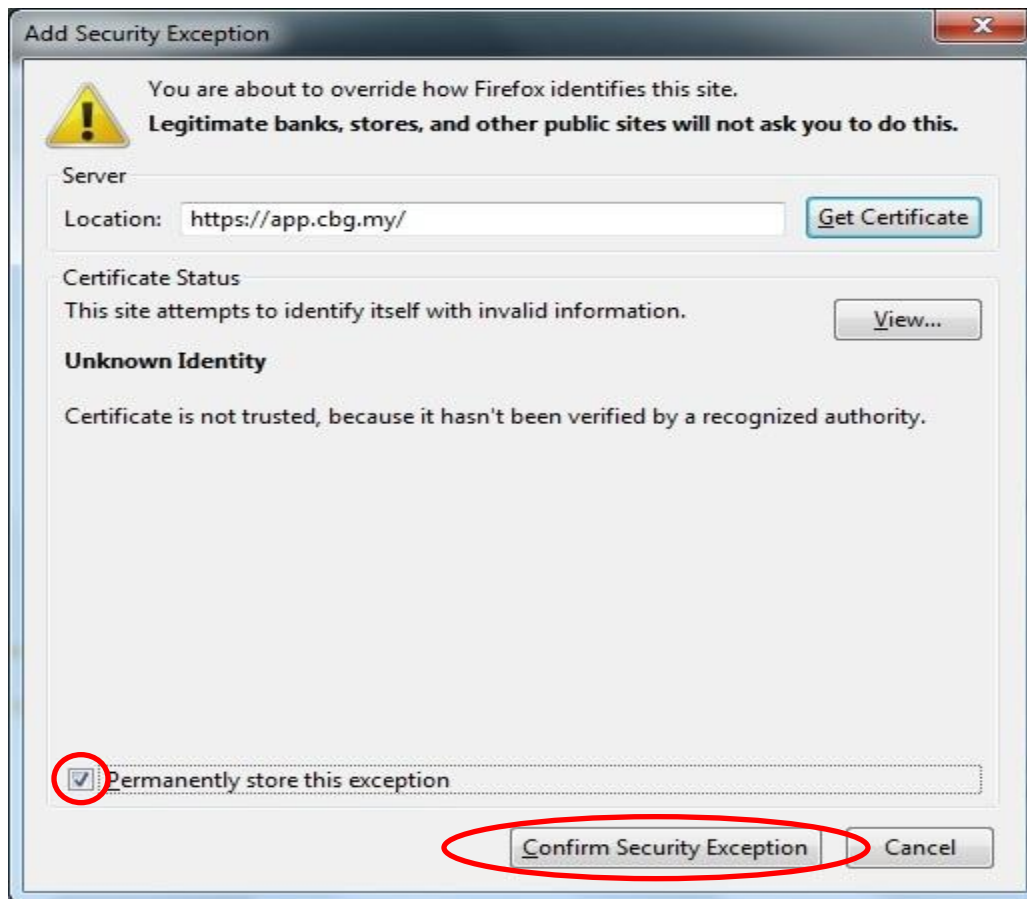 Add Security Exception
You are about to override how Firefox identifies this site.
Legitimate banks, stores, and other public sites will not ask you to do this.
Server
Location: https://app.cbg.my/ Get Certificate
Certificate Status
This site attempts to identify itself with invalid information.
View...
Unknown Identity
Certificate is not trusted, because it hasn't been verified by a recognized authority.
Permanently store this exception
Confirm Security Exception Cancel